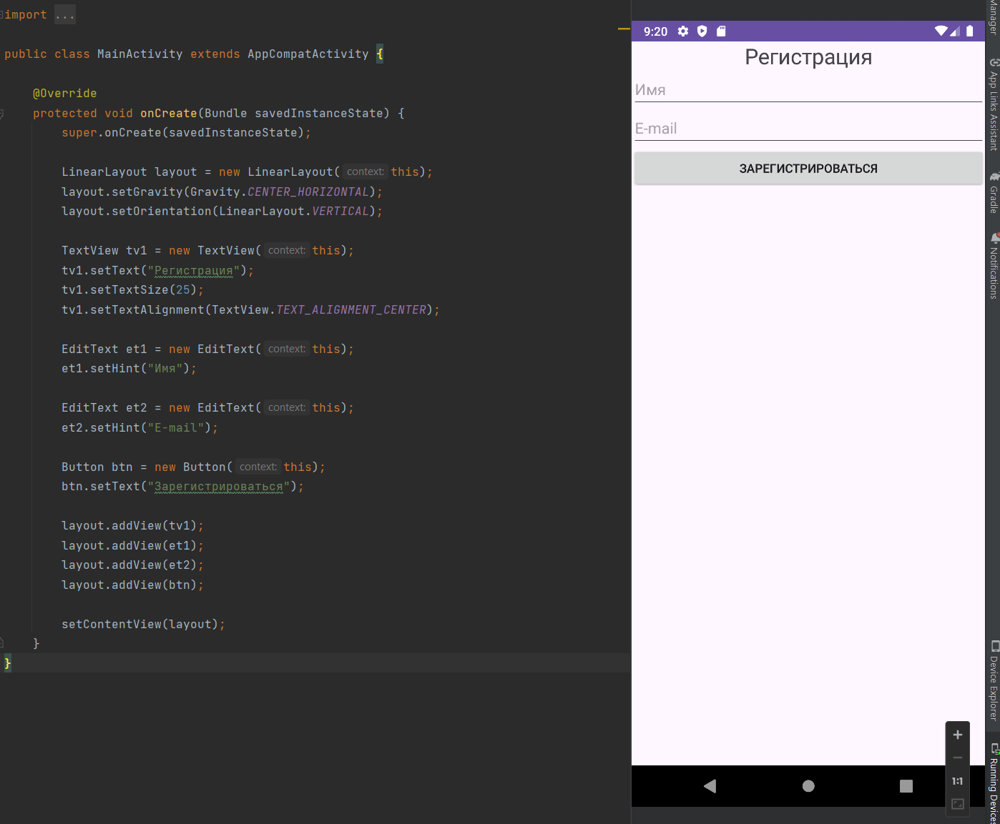 import ...
public class MainActivity extends AppCompatActivity {
@Override
protected void onCreate(Bundle savedInstanceState) {
super.onCreate(savedInstanceState);
LinearLayout layout = new LinearLayout( context: this);
layout.setGravity(Gravity.CENTER_HORIZONTAL);
layout.setOrientation(LinearLayout.VERTICAL);
TextView tv1 = new TextView( context: this);
tv1.setText("Регистрация");
tv1.setTextSize(25);
tv1.setTextAlignment(TextView.TEXT_ALIGNMENT_CENTER);
EditText et1 = new EditText( context: this);
et1.setHint("Имя");
EditText et2 = new EditText( context: this);
et2.setHint("E-mail");
Button btn = new Button( context: this);
btn.setText("Зарегистрироваться");
layout.addView(tv1);
layout.addView(et1);
layout.addView(et2);
layout.addView(btn);
setContentView(layout);
}
}
9:20
Регистрация
Имя
E-mail
ЗАРЕГИСТРИРОВАТЬСЯ
1:1
Manager
App Links Assistant
Gradle
Notifications
Device Explorer
Running Devices